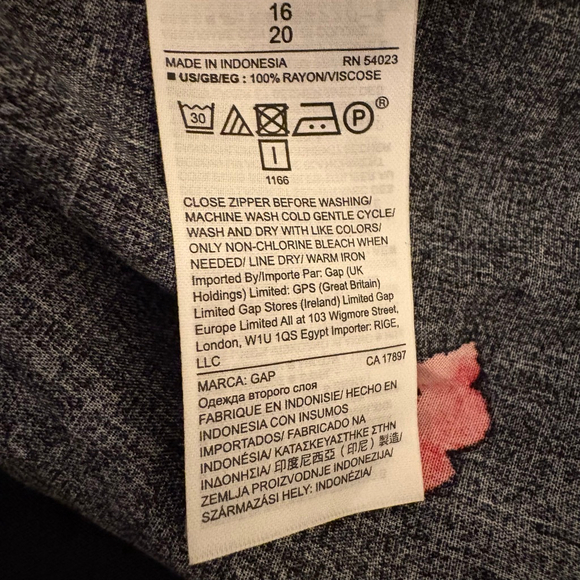 16
20
MADE IN INDONESIA RN 54023
US/GB/EG : 100% RAYON/VISCOSE
30 P ®
I
1166
CLOSE ZIPPER BEFORE WASHING/
MACHINE WASH COLD GENTLE CYCLE/
WASH AND DRY WITH LIKE COLORS/
ONLY NON-CHLORINE BLEACH WHEN
NEEDED/ LINE DRY/ WARM IRON
Imported By/Importe Par: Gap (UK
Holdings) Limited: GPS (Great Britain)
Limited Gap Stores (Ireland) Limited Gap
Europe Limited All at 103 Wigmore Street,
London, W1U 1QS Egypt Importer: RIGE,
LLC
MARCA: GAP CA 17897
Одежда второго слоя
FABRIQUE EN INDONISIE/ HECHO EN
INDONESIA CON INSUMOS
IMPORTADOS/ FABRICADO NA
INDONÉSIA/ ΚΑΤΑΣΚΕΥΑΣΤΗΚΕ ΣΤΗΝ
ΙΝΔΟΝΗΣΙΑ/ 印度尼西亞（印尼）製造/
ZEMLJA PROIZVODNJE INDONEZIJA/
SZÁRMAZÁSI HELY: INDONÉZIA/